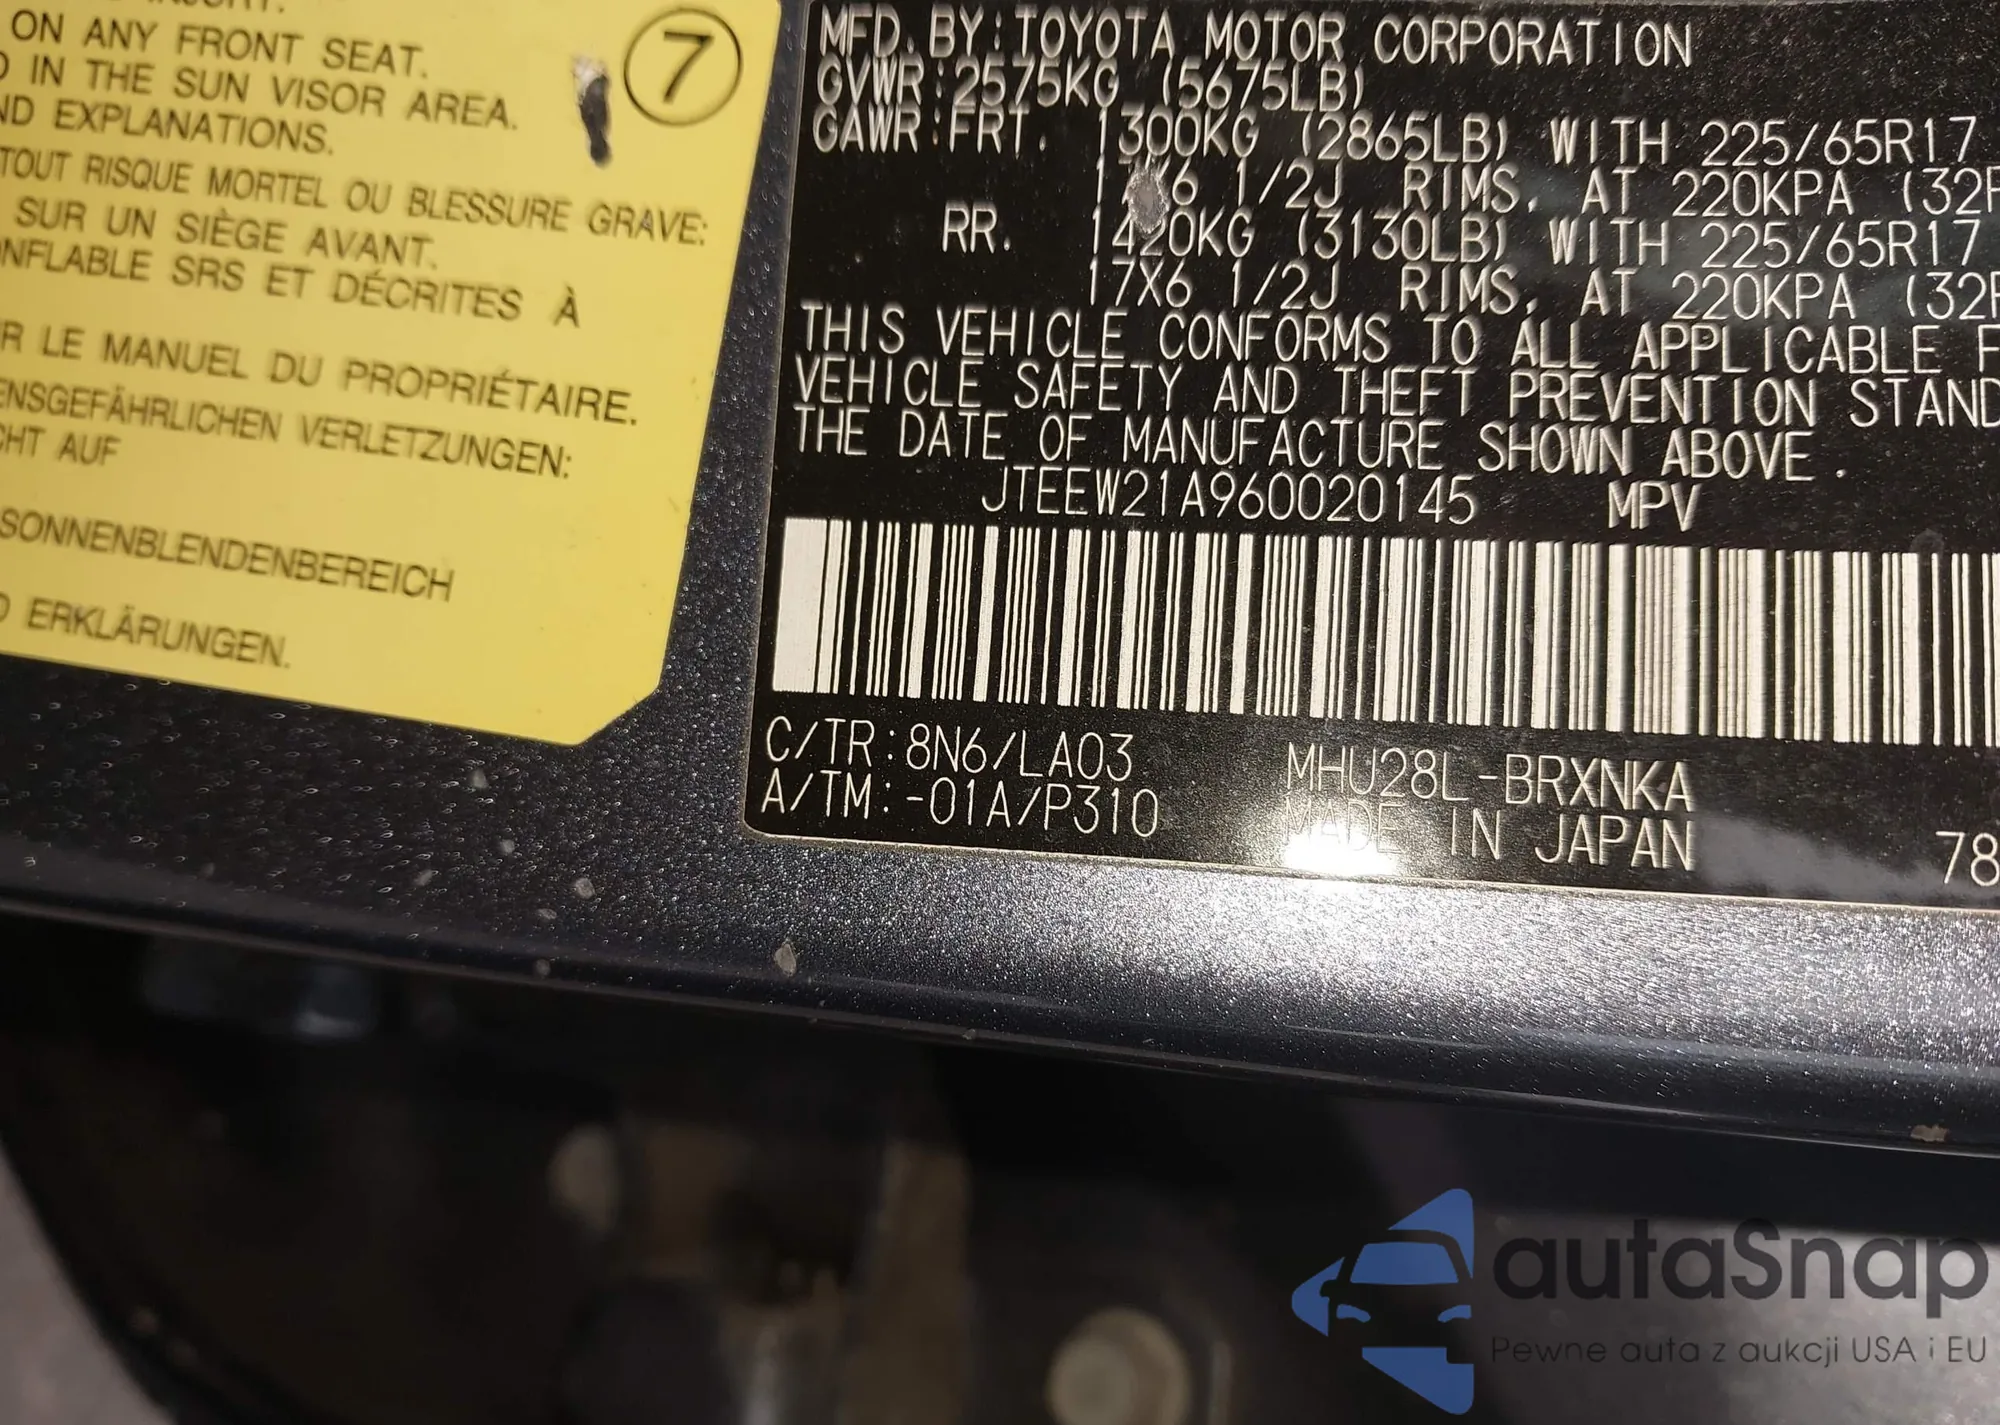 ON ANY FRONT SEAT.
IN THE SUN VISOR AREA.
EXPLANATIONS.
TOUT RISQUE MORTEL OU BLESSURE GRAVE:
SUR UN SIÈGE AVANT.
NFLABLE SRS ET DÉCRITES À
R LE MANUEL DU PROPRIÉTAIRE.
ENSGEFÄHRLICHEN VERLETZUNGEN:
CHT AUF
SONNENBLENDENBEREICH
ERKLÄRUNGEN.
7
MFD. BY: TOYOTA MOTOR CORPORATION
GVWR: 2575KG (5675LB)
GAWR: FRT. 1300KG (2865LB) WITH 225/65R17
17X6 1/2J RIMS, AT 220KPA (32P
RR. 1420KG (3130LB) WITH 225/65R17
17X6 1/2J RIMS, AT 220KPA (32P
THIS VEHICLE CONFORMS TO ALL APPLICABLE F
VEHICLE SAFETY AND THEFT PREVENTION STAND
THE DATE OF MANUFACTURE SHOWN ABOVE.
JTEEW21A960020145 MPV
C/TR: 8N6/LA03 MHU28L-BRXNKA
A/TM: -01A/P310 MADE IN JAPAN 78
autaSnap
Pewne auta z aukcji USA i EU